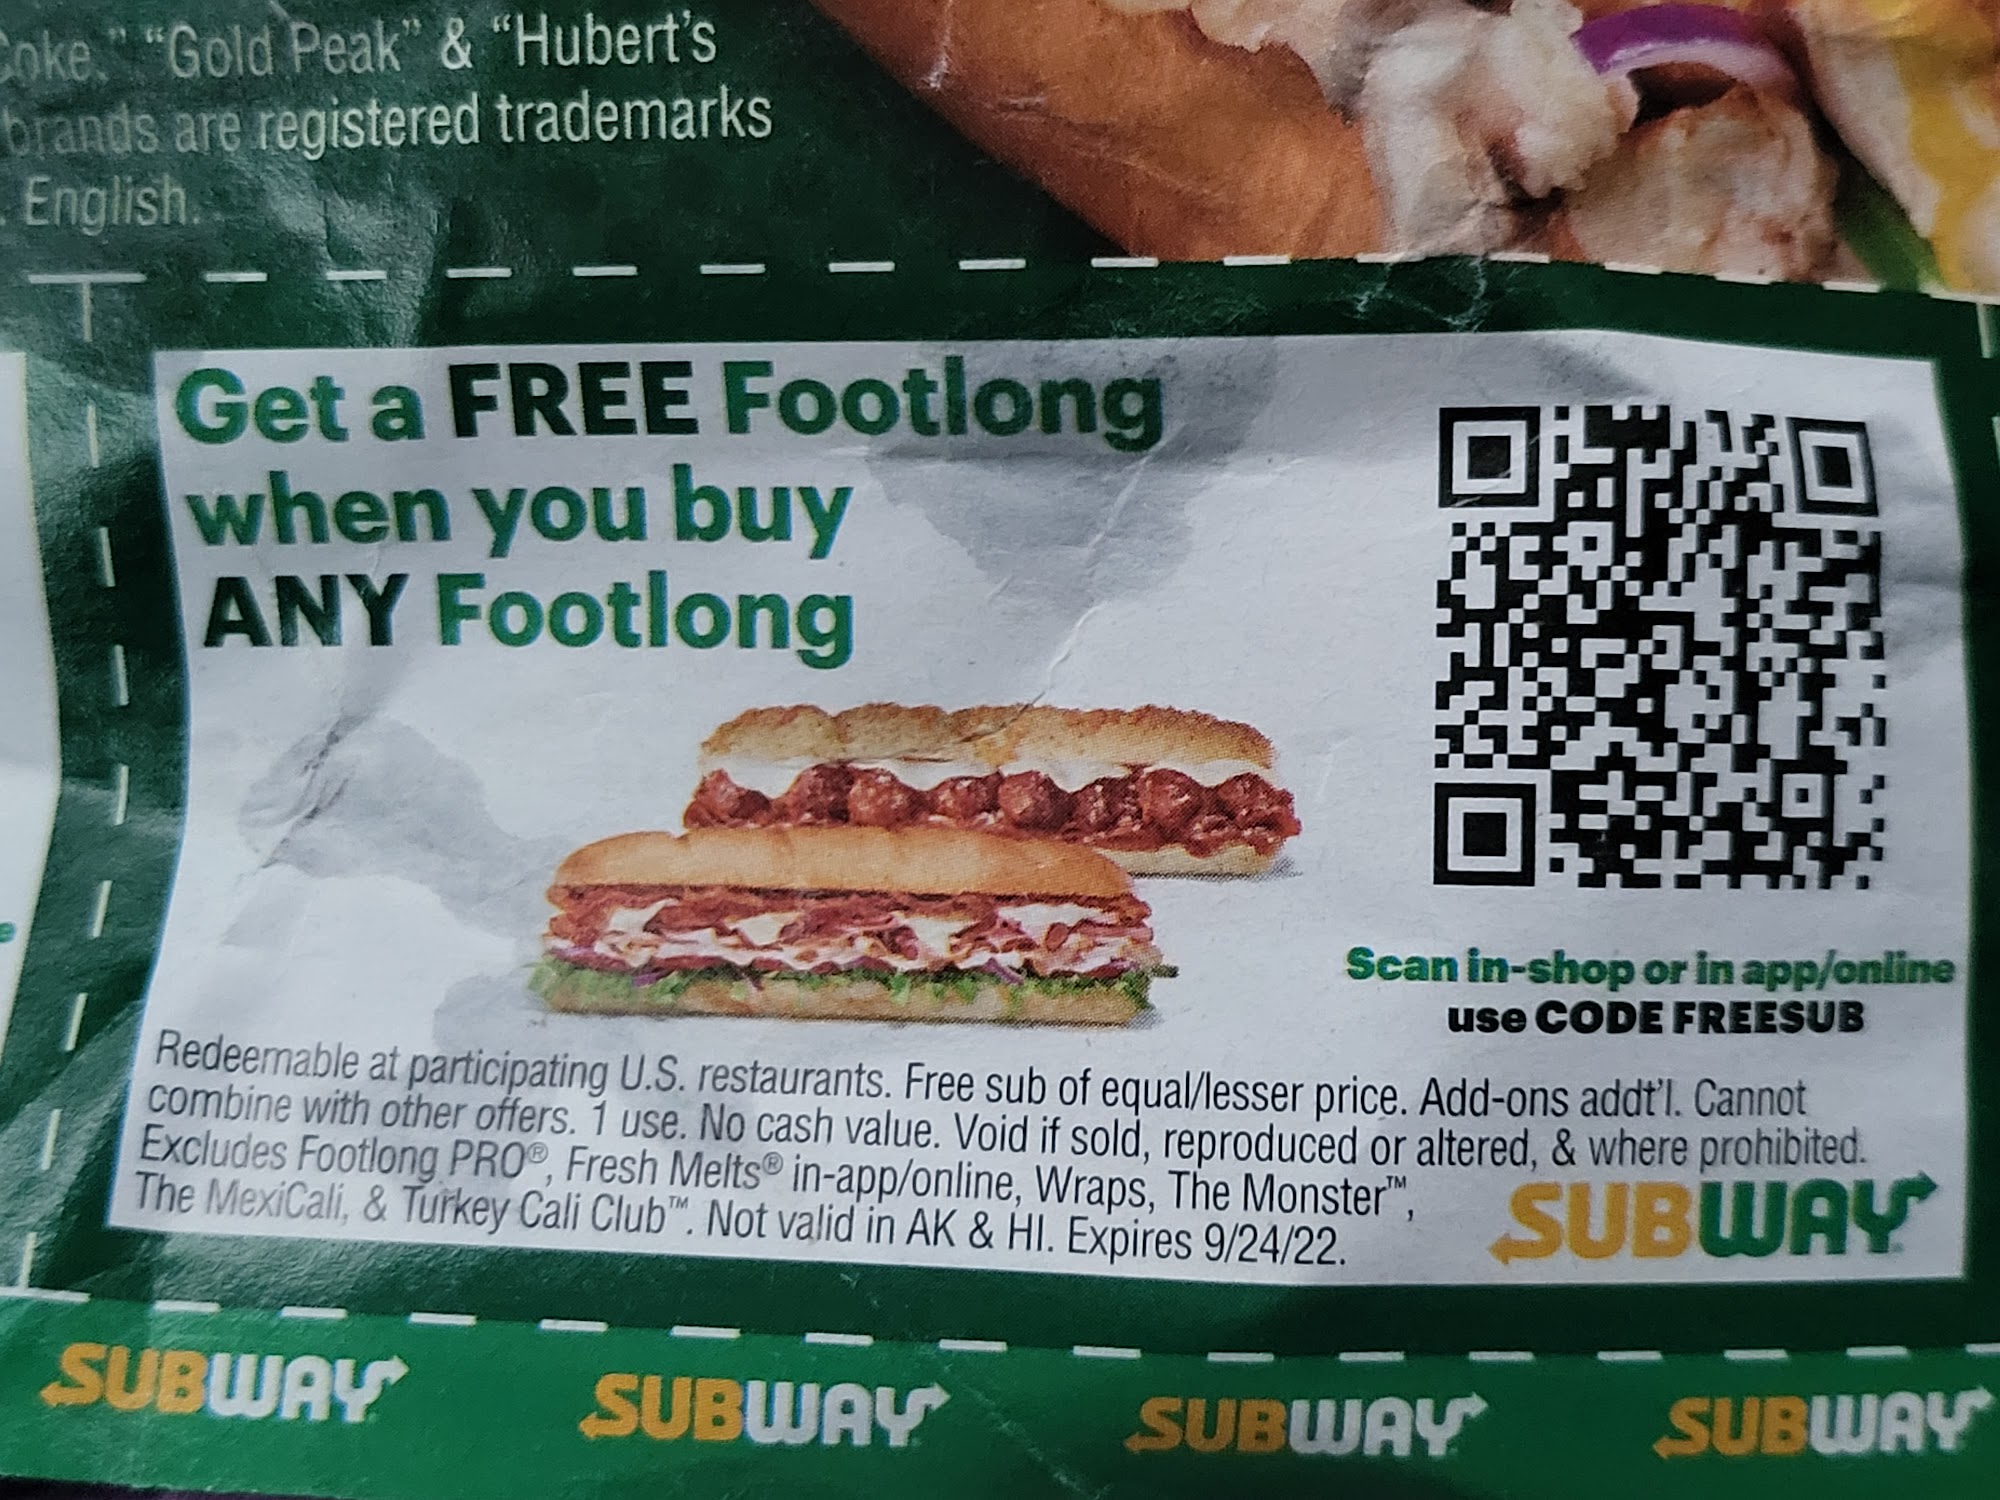 Coke," "Gold Peak" & "Hubert's
brands are registered trademarks
. English.
Get a FREE Footlong
when you buy
ANY Footlong
Scan in-shop or in app/online
use CODE FREESUB
Redeemable at participating U.S. restaurants. Free sub of equal/lesser price. Add-ons addt'l. Cannot
combine with other offers. 1 use. No cash value. Void if sold, reproduced or altered, & where prohibited.
Excludes Footlong PRO®, Fresh Melts® in-app/online, Wraps, The Monster™,
The MexiCali, & Turkey Cali Club™. Not valid in AK & HI. Expires 9/24/22.
SUBWAY
SUBWAY SUBWAY SUBWAY SUBWAY